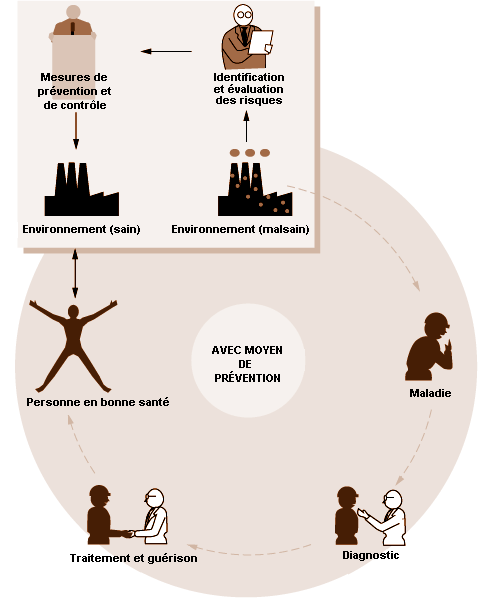 Mesures de
prévention et
de contrôle
Identification
et évaluation
des risques
Environnement (sain)
Environnement (malsain)
AVEC MOYEN
DE
PRÉVENTION
Personne en bonne santé
Maladie
Traitement et guérison
Diagnostic